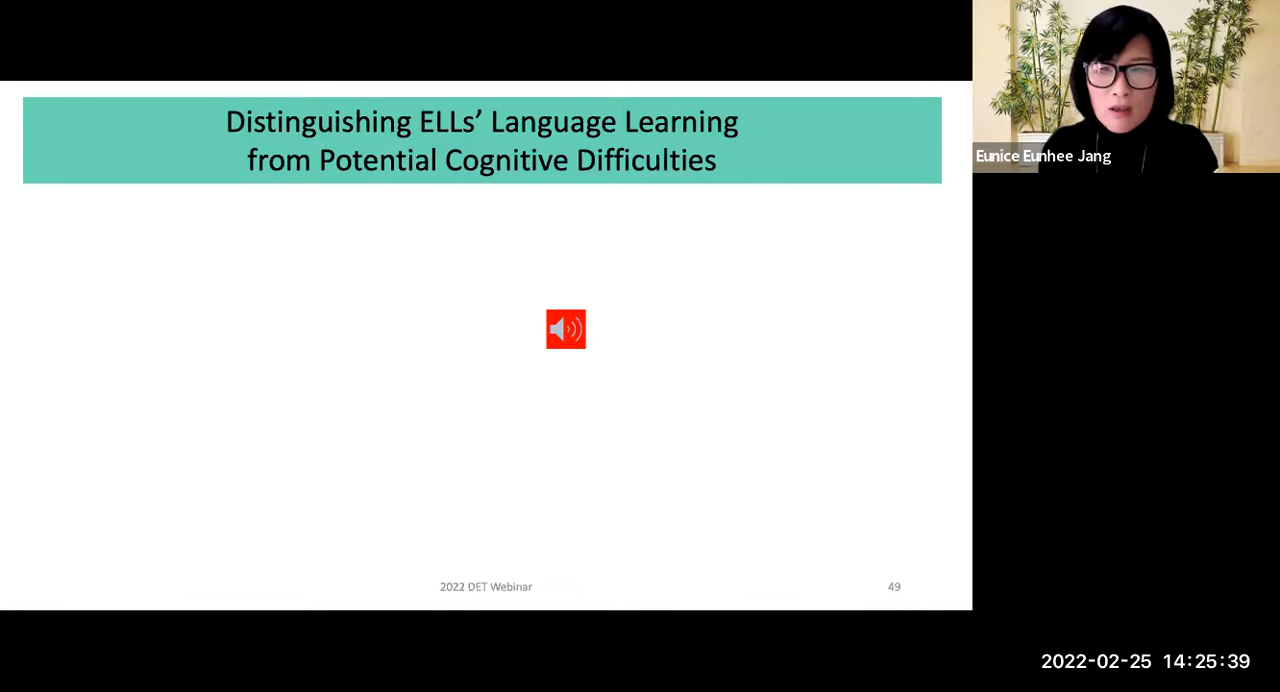 Distinguishing ELLs’ Language Learning
from Potential Cognitive Difficulties
Eunice Eunhee Jang
2022 DET Webinar
49
2022-02-25 14:25:39